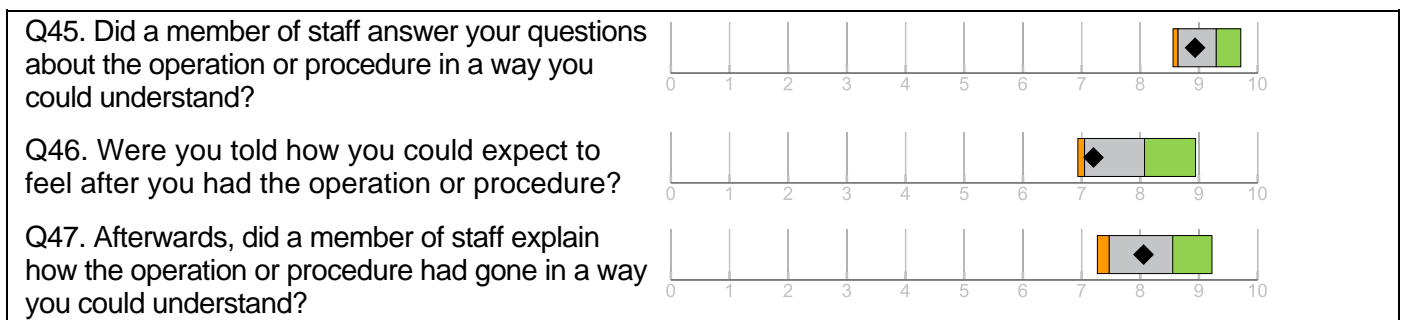 Q45. Did a member of staff answer your questions
about the operation or procedure in a way you
could understand?
0 1 2 3 4 5 6 7 8 9 10
Q46. Were you told how you could expect to
feel after you had the operation or procedure?
0 1 2 3 4 5 6 7 8 9 10
Q47. Afterwards, did a member of staff explain
how the operation or procedure had gone in a way
you could understand?
0 1 2 3 4 5 6 7 8 9 10